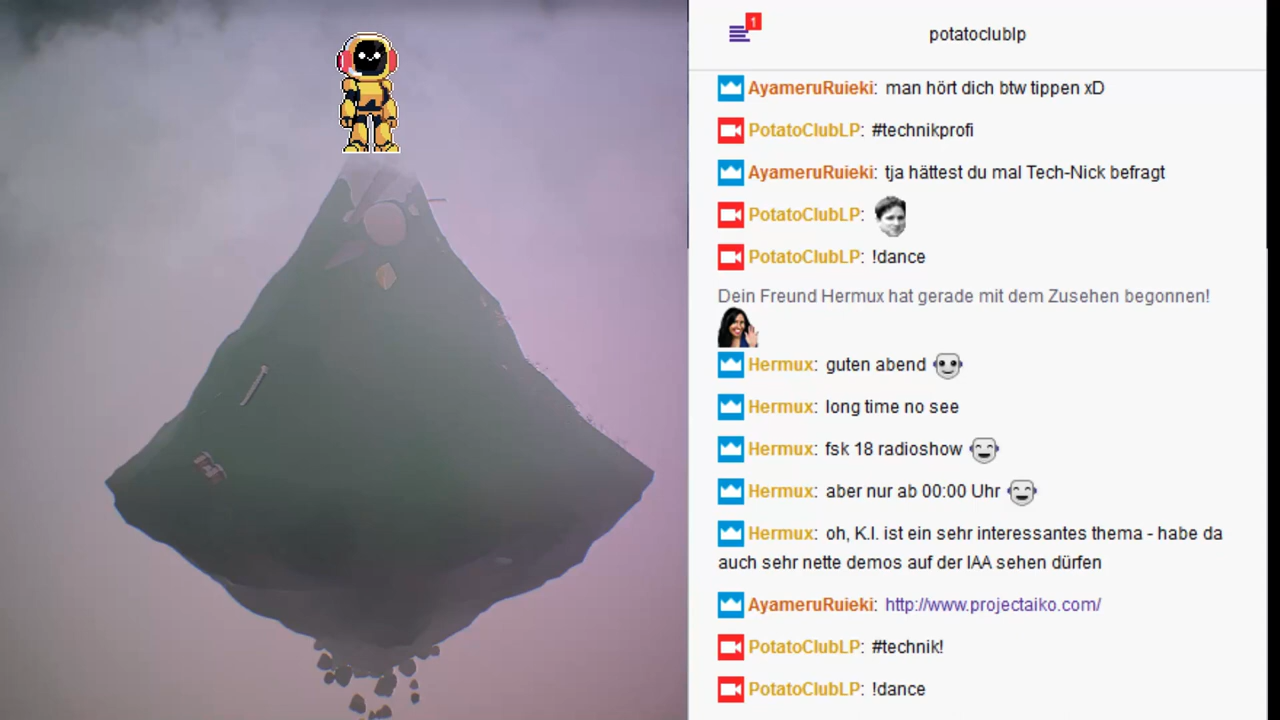 1
potatoclublp
AyameruRuieki: man hört dich btw tippen xD
PotatoClubLP: #technikprofi
AyameruRuieki: tja hättest du mal Tech-Nick befragt
PotatoClubLP:
PotatoClubLP: !dance
Dein Freund Hermux hat gerade mit dem Zusehen begonnen!
Hermux: guten abend
Hermux: long time no see
Hermux: fsk 18 radioshow
Hermux: aber nur ab 00:00 Uhr
Hermux: oh, K.I. ist ein sehr interessantes thema - habe da
auch sehr nette demos auf der IAA sehen dürfen
AyameruRuieki: http://www.projectaiko.com/
PotatoClubLP: #technik!
PotatoClubLP: !dance